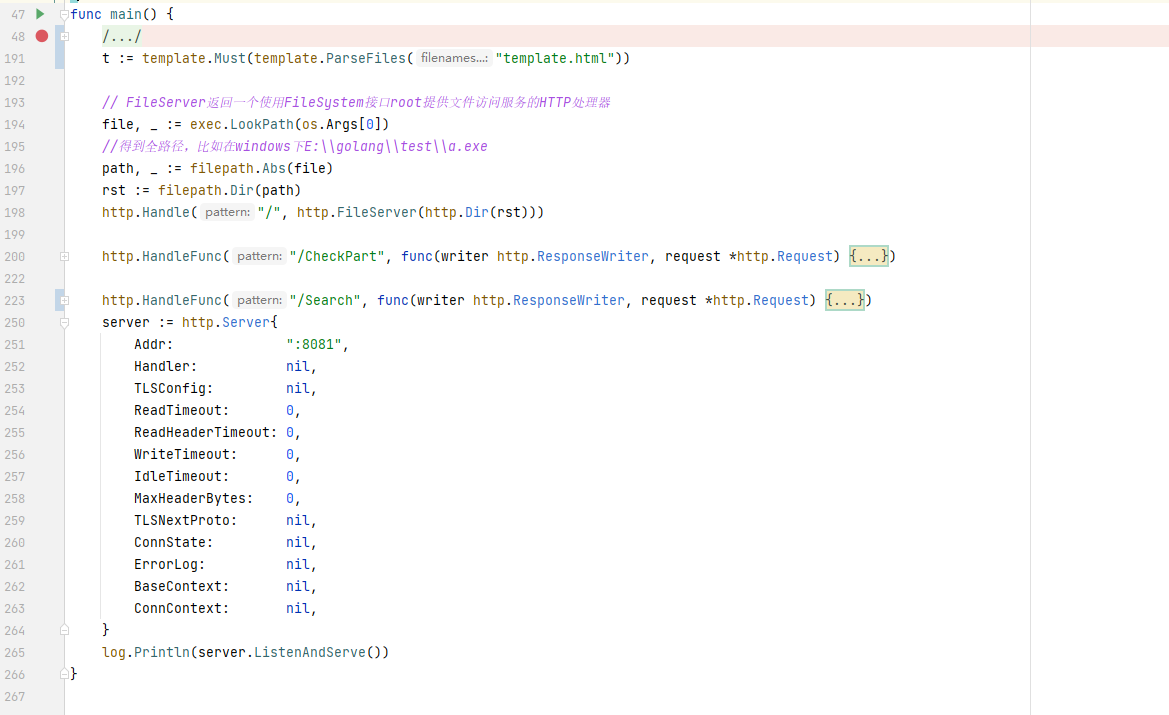 47 func main() {
48 /.../
191 t := template.Must(template.ParseFiles( filenames...: "template.html"))
192
193 // FileServer返回一个使用FileSystem接口root提供文件访问服务的HTTP处理器
194 file, _ := exec.LookPath(os.Args[0])
195 //得到全路径，比如在windows下E:\\golang\\test\\a.exe
196 path, _ := filepath.Abs(file)
197 rst := filepath.Dir(path)
198 http.Handle( pattern: "/", http.FileServer(http.Dir(rst)))
199
200 http.HandleFunc( pattern: "/CheckPart", func(writer http.ResponseWriter, request *http.Request) {...})
222
223 http.HandleFunc( pattern: "/Search", func(writer http.ResponseWriter, request *http.Request) {...})
250 server := http.Server{
251 Addr: ":8081",
252 Handler: nil,
253 TLSConfig: nil,
254 ReadTimeout: 0,
255 ReadHeaderTimeout: 0,
256 WriteTimeout: 0,
257 IdleTimeout: 0,
258 MaxHeaderBytes: 0,
259 TLSNextProto: nil,
260 ConnState: nil,
261 ErrorLog: nil,
262 BaseContext: nil,
263 ConnContext: nil,
264 }
265 log.Println(server.ListenAndServe())
266 }
267